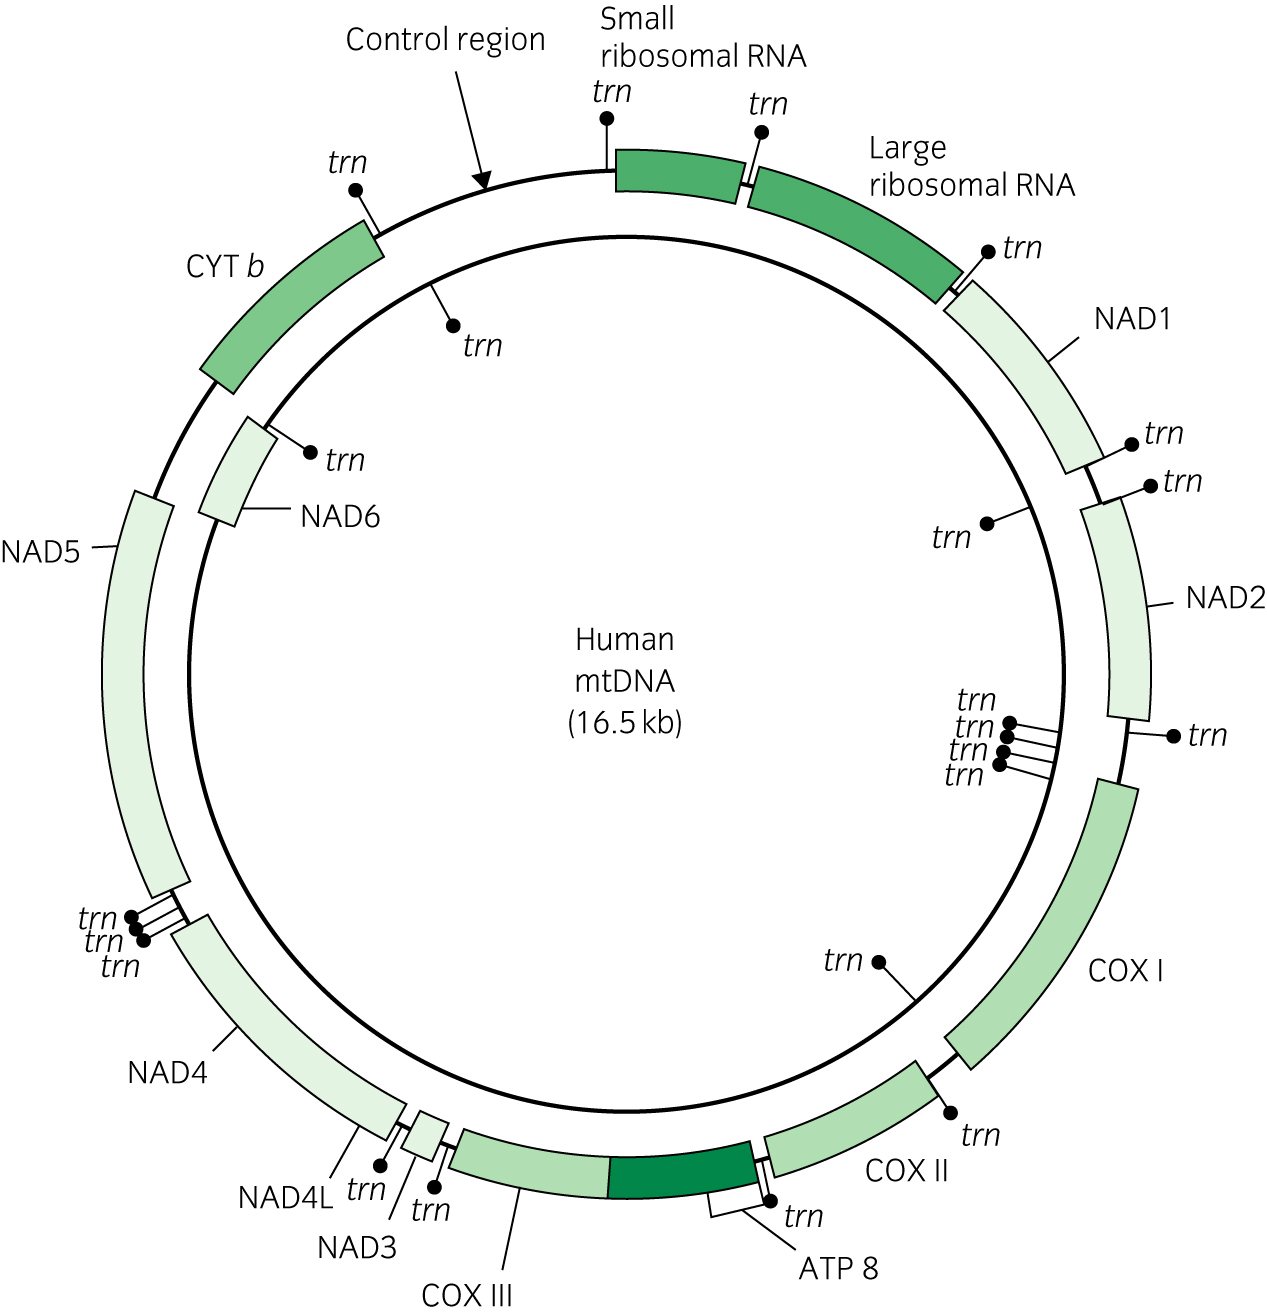 Small
ribosomal RNA
Control region
trn
trn
Large
ribosomal RNA
trn
trn
CYT b
NAD1
trn
trn
trn
trn
NAD6
trn
NAD5
NAD2
Human
mtDNA
(16.5 kb)
trn
trn
trn
trn
trn
trn
trn
trn
trn
COX I
NAD4
trn
COX II
NAD4L
trn
trn
trn
NAD3
ATP 8
COX III